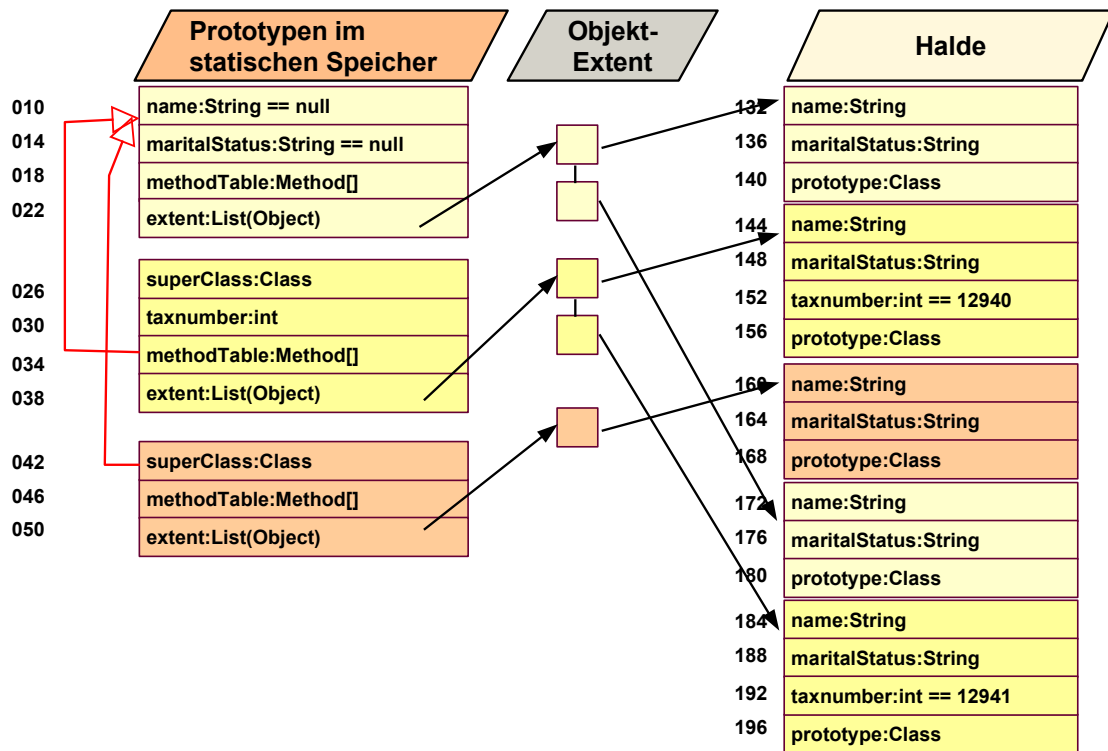 Prototypen im
statischen Speicher
Objekt-
Extent
Halde
010
name:String == null
014
maritalStatus:String == null
018
methodTable:Method[]
022
extent:List(Object)
026
superClass:Class
030
taxnumber:int
034
methodTable:Method[]
038
extent:List(Object)
042
superClass:Class
046
methodTable:Method[]
050
extent:List(Object)
132
name:String
136
maritalStatus:String
140
prototype:Class
144
name:String
148
maritalStatus:String
152
taxnumber:int == 12940
156
prototype:Class
160
name:String
164
maritalStatus:String
168
prototype:Class
172
name:String
176
maritalStatus:String
180
prototype:Class
184
name:String
188
maritalStatus:String
192
taxnumber:int == 12941
196
prototype:Class